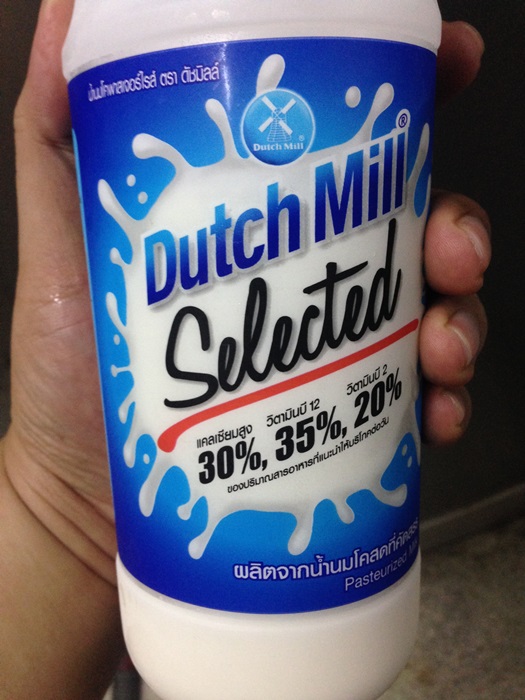 น้ำนมโคพาสเจอร์ไรส์ ตรา ดัชมิลล์
Dutch Mill ®
Dutch Mill®
Selected
แคลเซียมสูง วิตามินบี 12 วิตามินบี 2
30%, 35%, 20%
ของปริมาณสารอาหารที่แนะนำให้บริโภคต่อวัน
ผลิตจากน้ำนมโคสดที่คัดสรร
Pasteurized